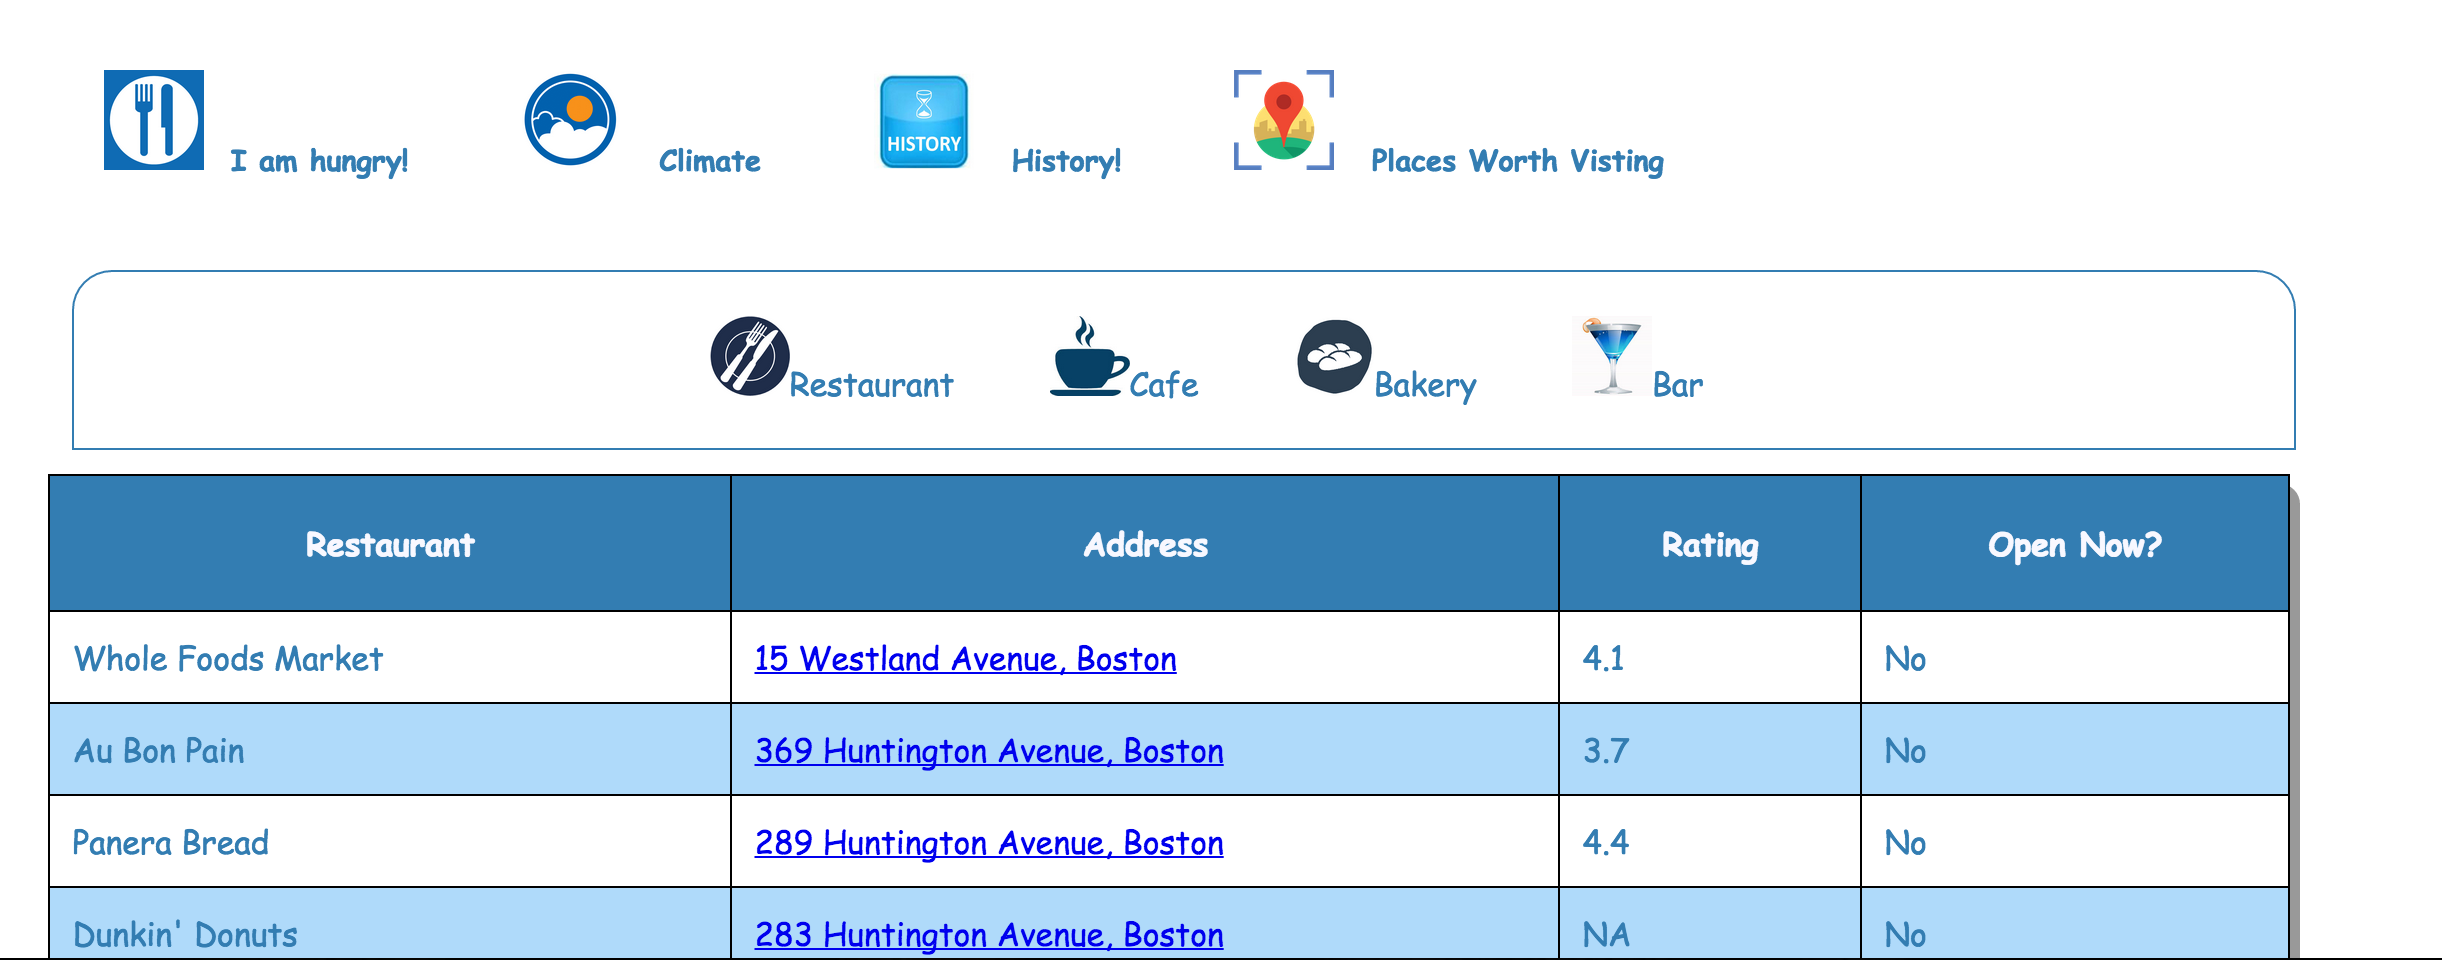 HISTORY
I am hungry! Climate History! Places Worth Visting
Restaurant Cafe Bakery Bar
Restaurant Address Rating Open Now?
Whole Foods Market 15 Westland Avenue, Boston 4.1 No
Au Bon Pain 369 Huntington Avenue, Boston 3.7 No
Panera Bread 289 Huntington Avenue, Boston 4.4 No
Dunkin' Donuts 283 Huntington Avenue, Boston NA No